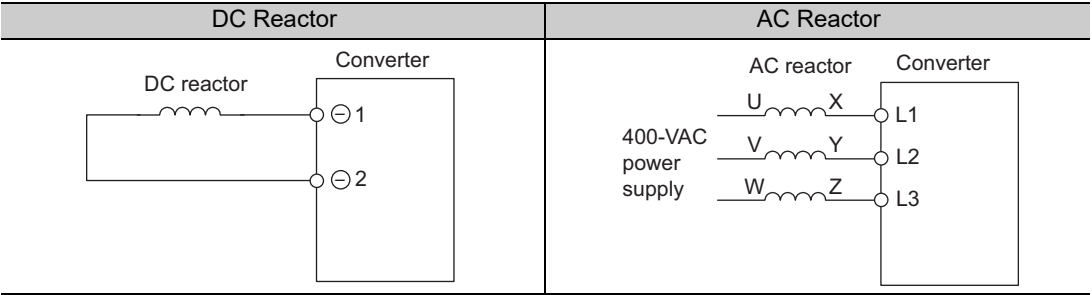 DC Reactor
AC Reactor
Converter
DC reactor
⊖ 1
⊖ 2
AC reactor
Converter
U X L1
400-VAC
power
supply
V Y L2
W Z L3